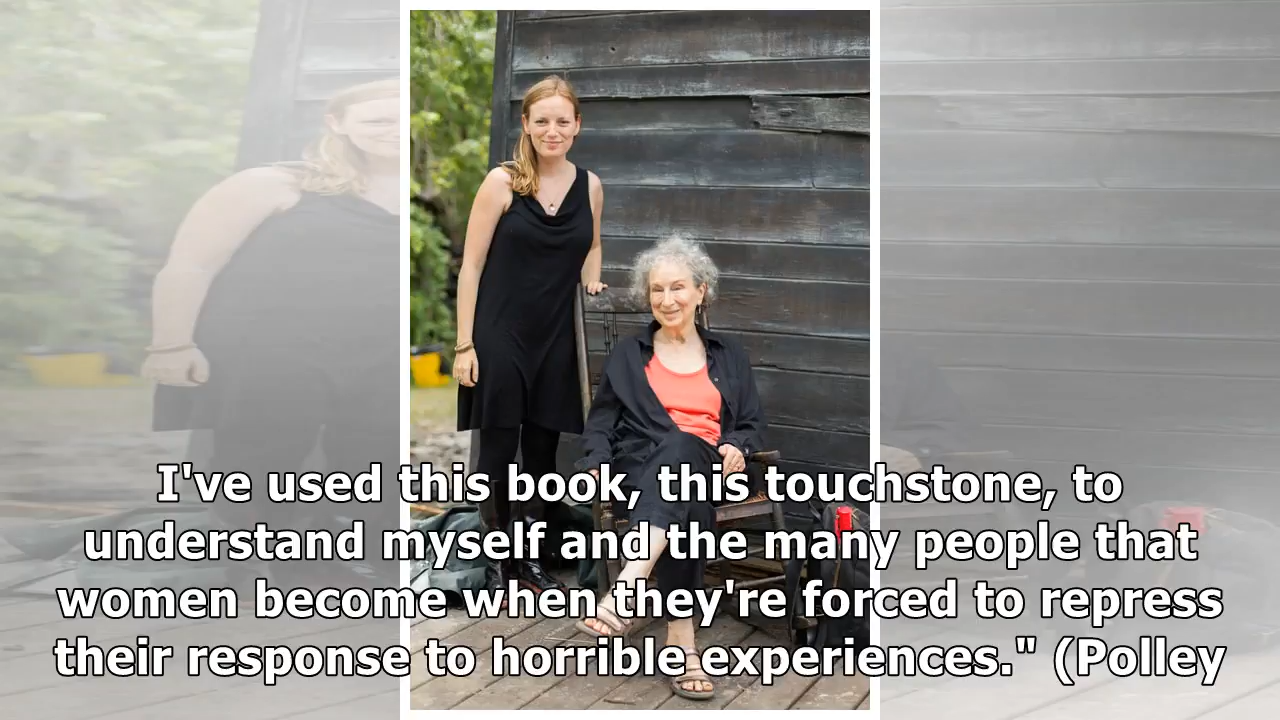 I've used this book, this touchstone, to
understand myself and the many people that
women become when they're forced to repress
their response to horrible experiences." (Polley